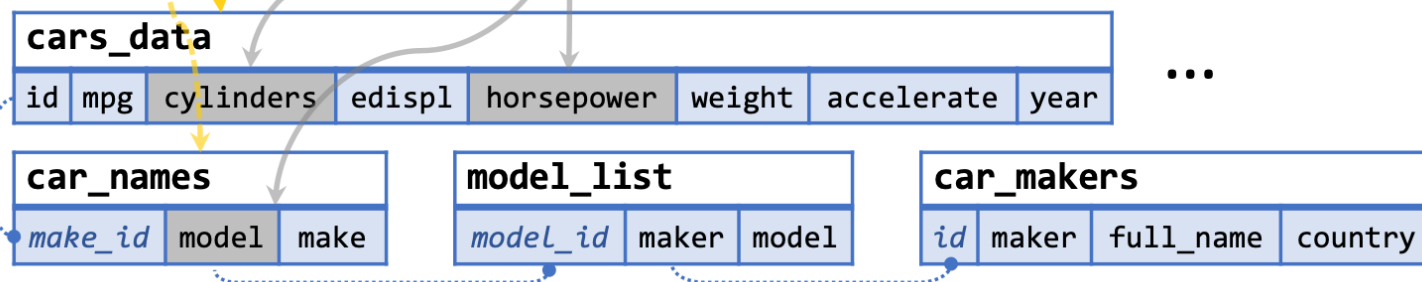 cars_data
...
id mpg cylinders edispl horsepower weight accelerate year
car_names model_list car_makers
make_id model make model_id maker model id maker full_name country